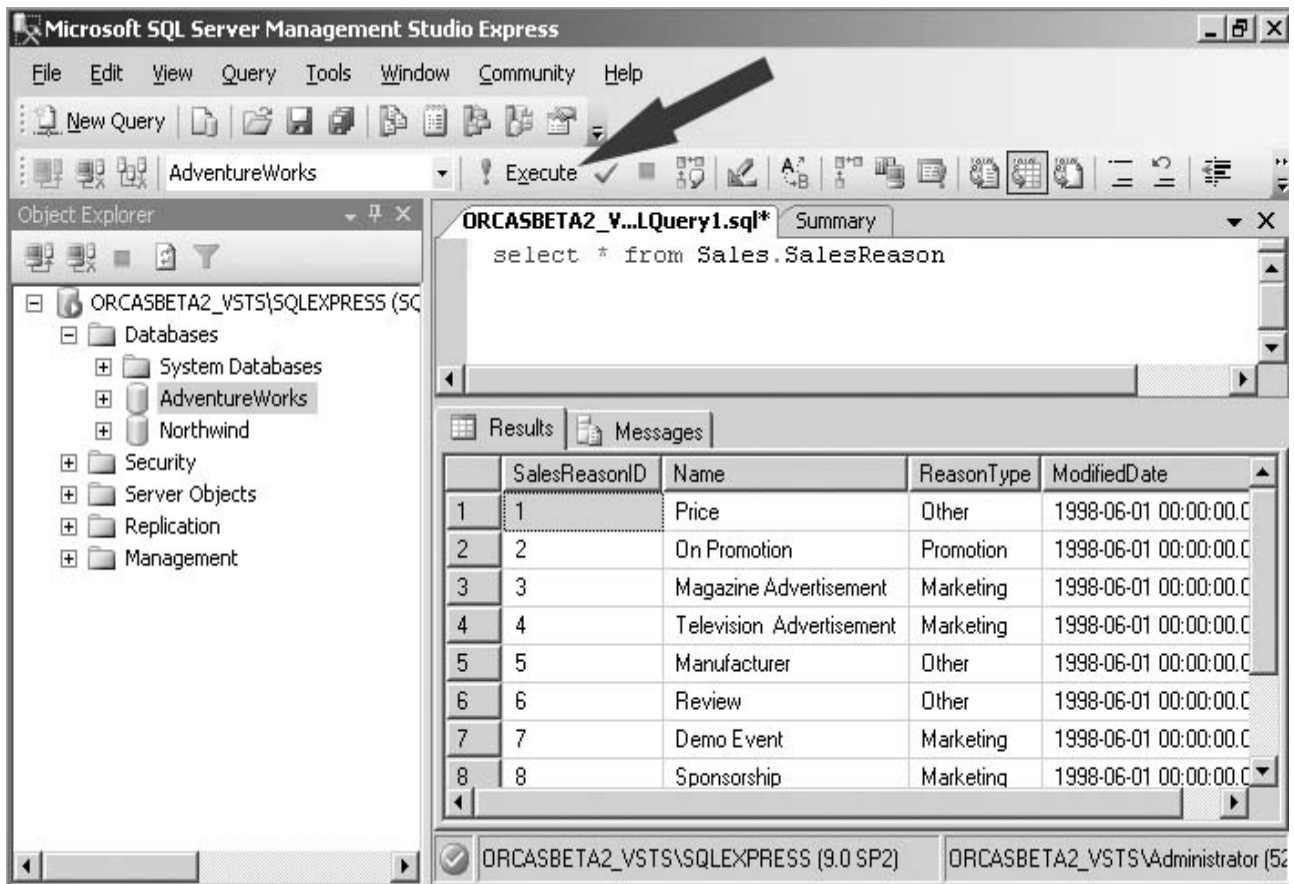 Microsoft SQL Server Management Studio Express
File Edit View Query Tools Window Community Help
New Query
AdventureWorks Execute
Object Explorer
ORCASBETA2_VSTS\SQLEXPRESS (SQ
Databases
System Databases
AdventureWorks
Northwind
Security
Server Objects
Replication
Management
ORCASBETA2_V...LQuery1.sql* Summary
select * from Sales.SalesReason
Results Messages
SalesReasonID Name ReasonType ModifiedDate
1 1 Price Other 1998-06-01 00:00:00.0
2 2 On Promotion Promotion 1998-06-01 00:00:00.0
3 3 Magazine Advertisement Marketing 1998-06-01 00:00:00.0
4 4 Television Advertisement Marketing 1998-06-01 00:00:00.0
5 5 Manufacturer Other 1998-06-01 00:00:00.0
6 6 Review Other 1998-06-01 00:00:00.0
7 7 Demo Event Marketing 1998-06-01 00:00:00.0
8 8 Sponsorship Marketing 1998-06-01 00:00:00.0
ORCASBETA2_VSTS\SQLEXPRESS (9.0 SP2) ORCASBETA2_VSTS\Administrator (52